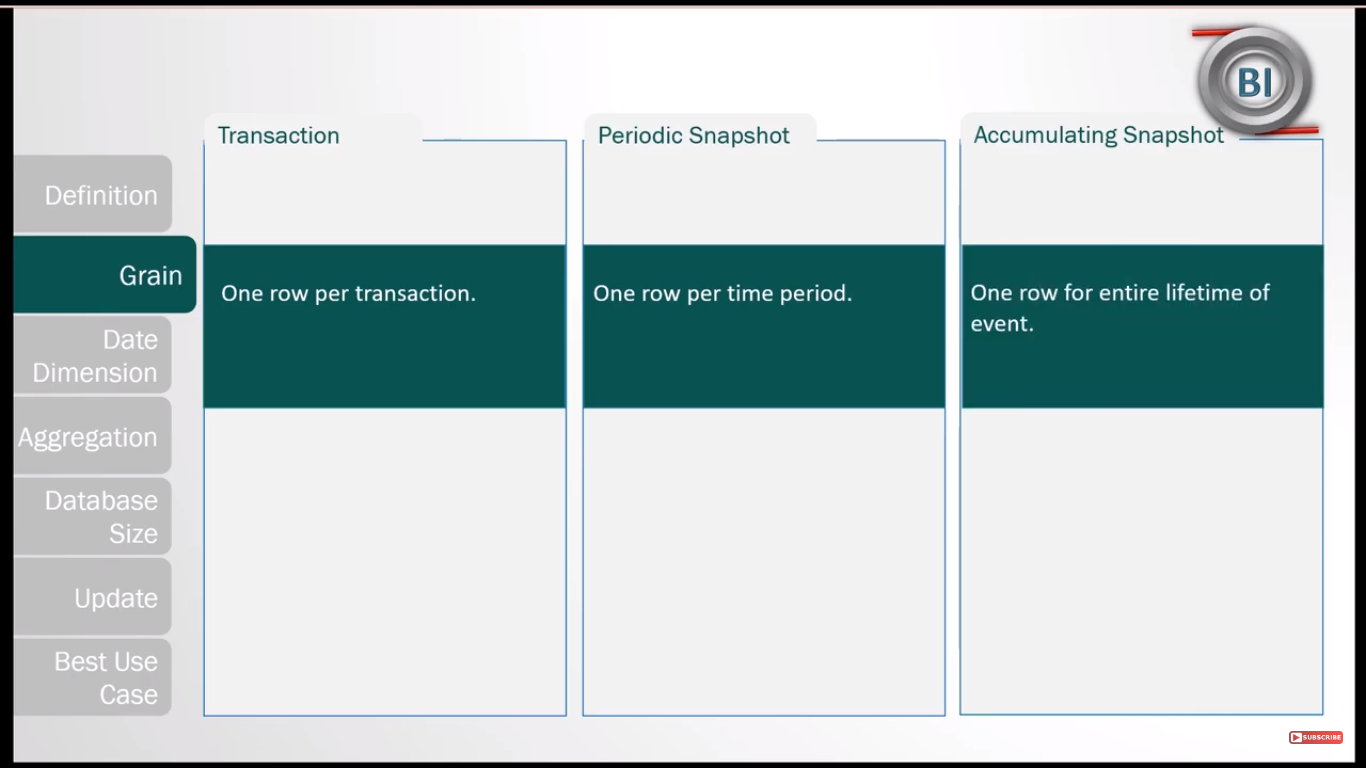 BI
Transaction
Periodic Snapshot
Accumulating Snapshot
Definition
Grain
One row per transaction.
One row per time period.
One row for entire lifetime of
event.
Date
Dimension
Aggregation
Database
Size
Update
Best Use
Case
SUBSCRIBE